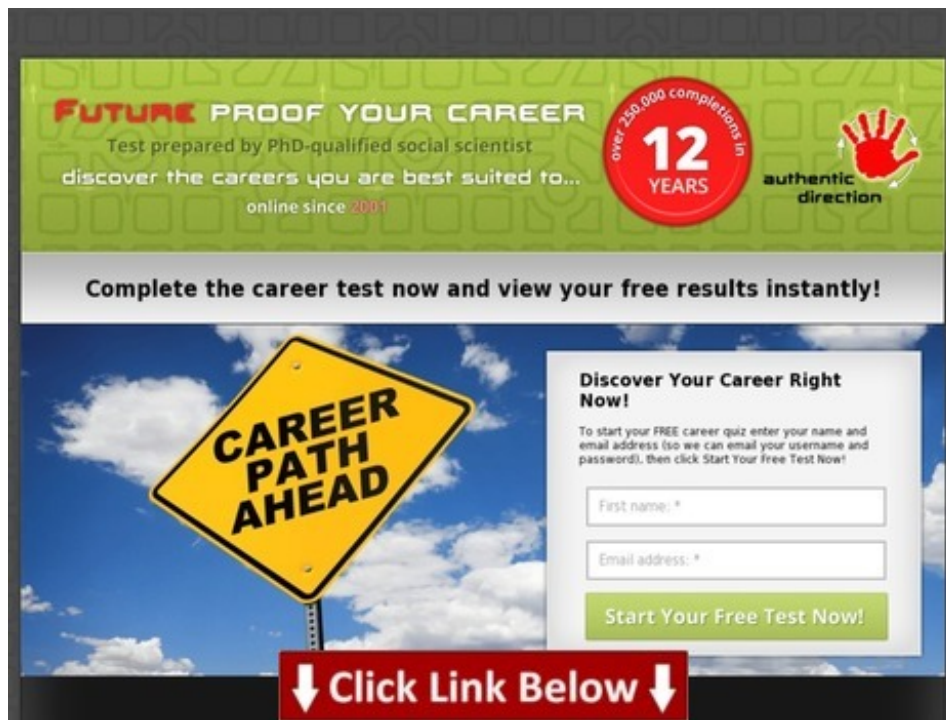 FUTURE PROOF YOUR CAREER
Test prepared by PhD-qualified social scientist
discover the careers you are best suited to...
online since 2001
over 250,000 completions in
12
YEARS
authentic
direction
Complete the career test now and view your free results instantly!
CAREER
PATH
AHEAD
Discover Your Career Right
Now!
To start your FREE career quiz enter your name and
email address (so we can email your username and
password), then click Start Your Free Test Now!
First name: *
Email address: *
Start Your Free Test Now!
Click Link Below